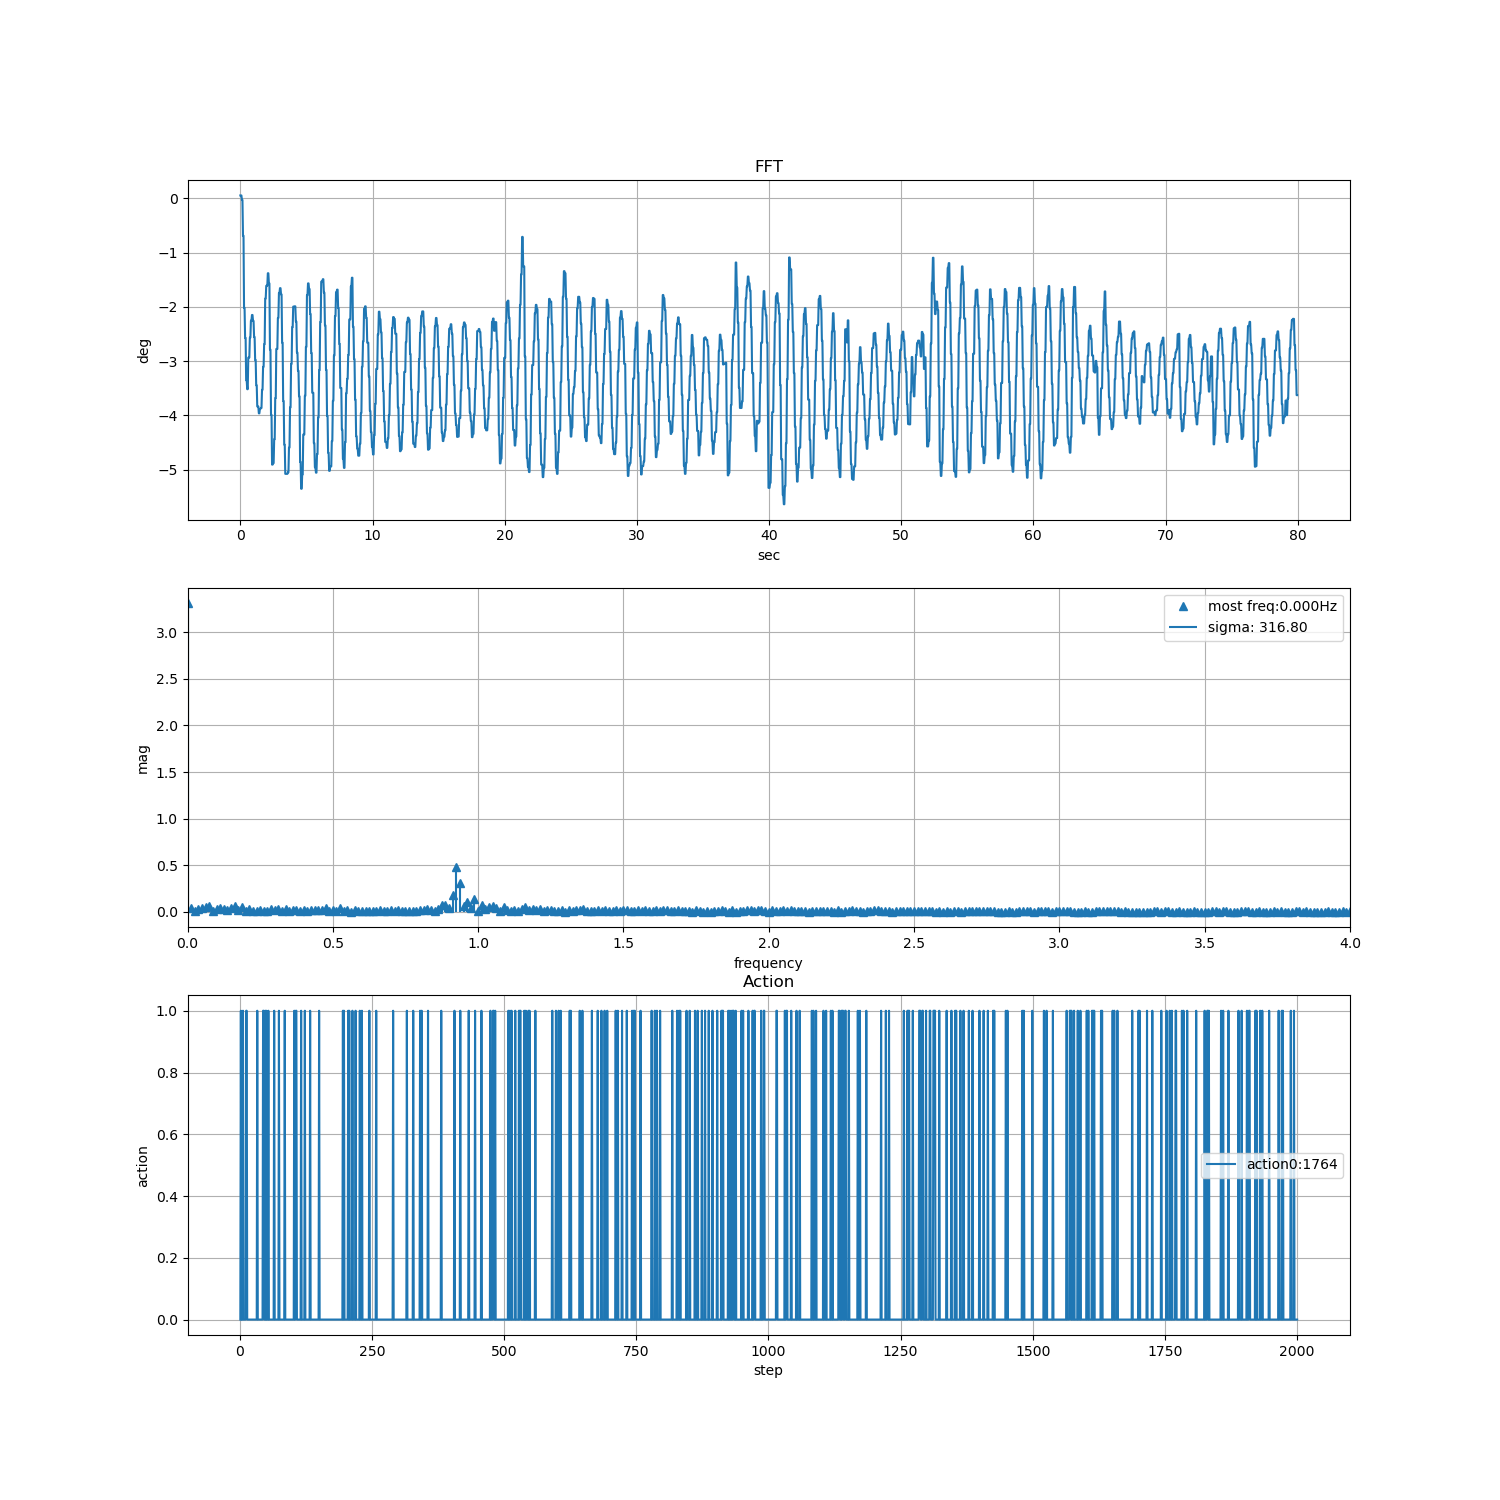 FFT
0
−1
−2
−3
−4
−5
deg
0 10 20 30 40 50 60 70 80
sec
most freq:0.000Hz
sigma: 316.80
3.0
2.5
2.0
1.5
1.0
0.5
0.0
mag
0.0 0.5 1.0 1.5 2.0 2.5 3.0 3.5 4.0
frequency
Action
1.0
0.8
0.6
0.4
0.2
0.0
action
action0:1764
0 250 500 750 1000 1250 1500 1750 2000
step